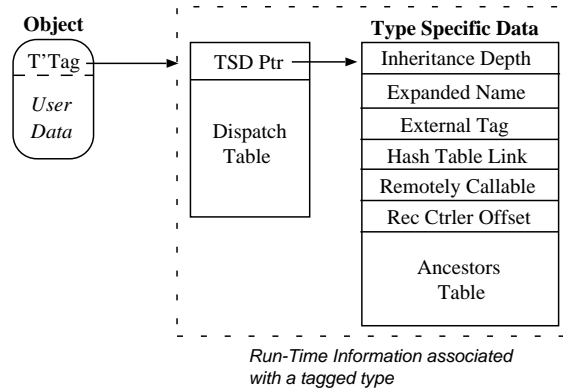 Object
T'Tag
User
Data
TSD Ptr
Dispatch
Table
Type Specific Data
Inheritance Depth
Expanded Name
External Tag
Hash Table Link
Remotely Callable
Rec Ctrler Offset
Ancestors
Table
Run-Time Information associated
with a tagged type